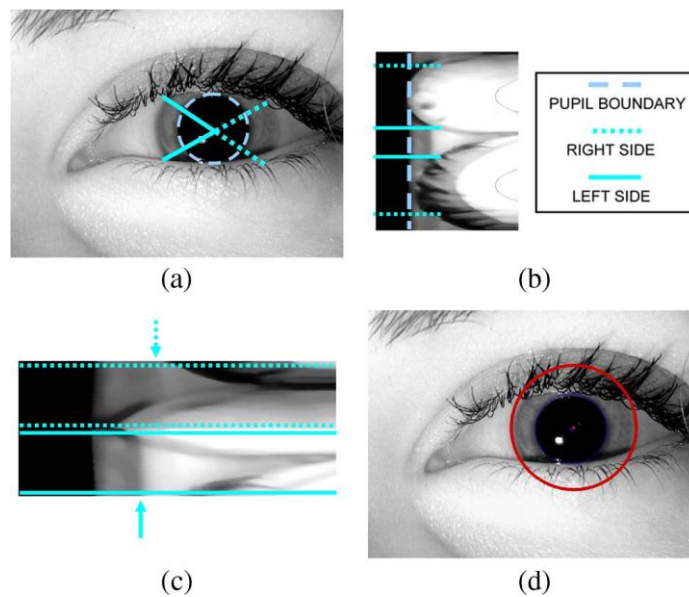 PUPIL BOUNDARY
RIGHT SIDE
LEFT SIDE
(a)
(b)
(c)
(d)